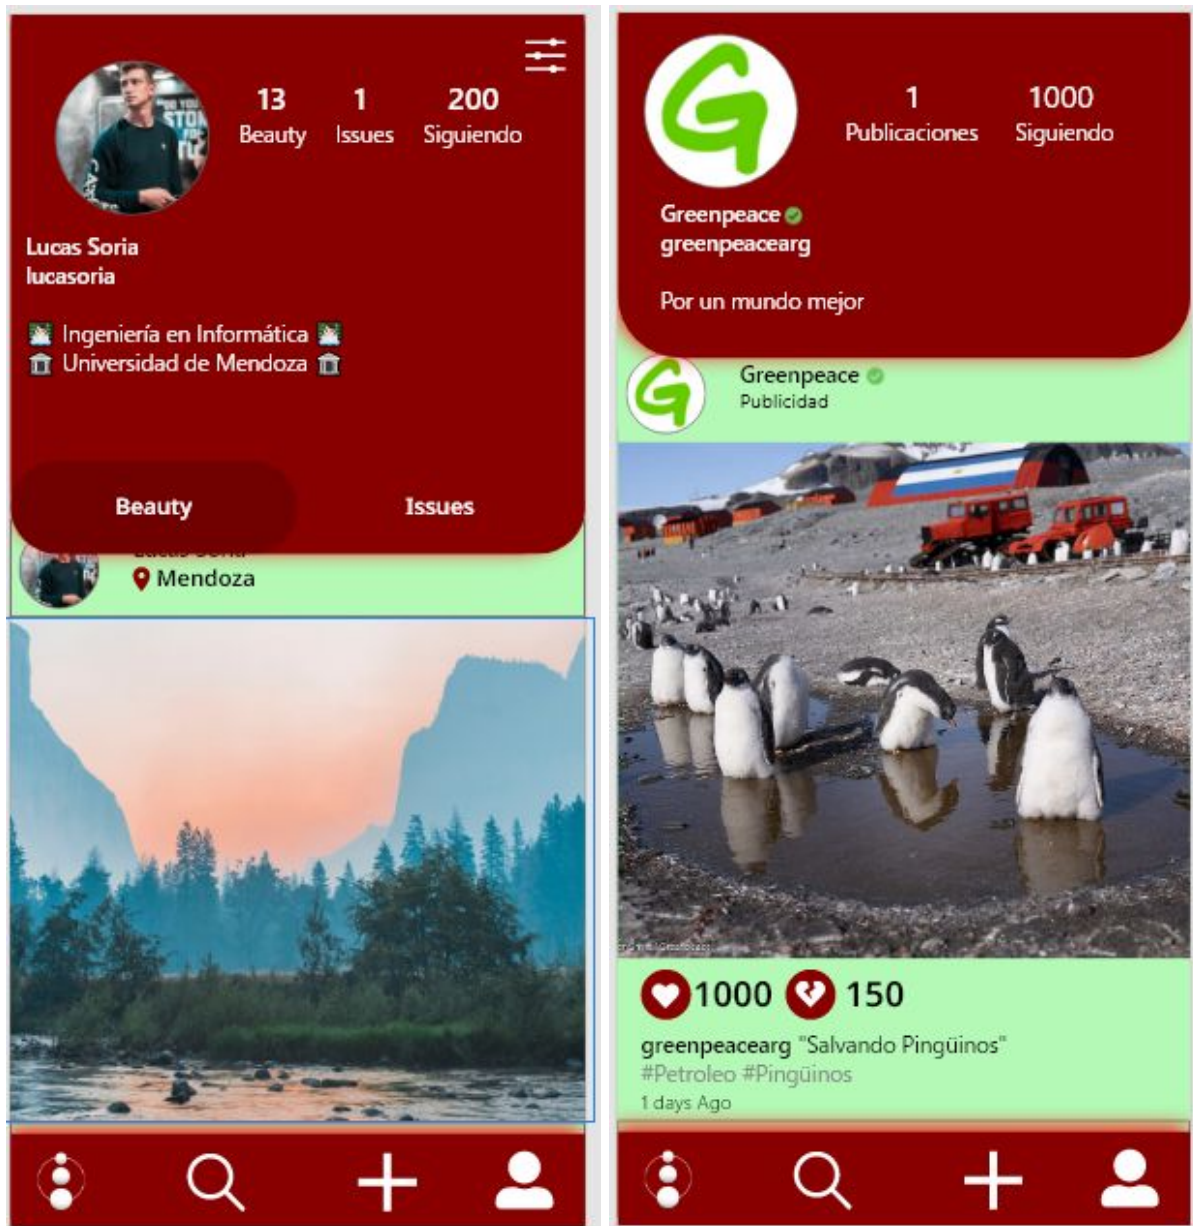 13 1 200
Beauty Issues Siguiendo
Lucas Soria
lucasoria
Ingeniería en Informática
Universidad de Mendoza
Beauty Issues
Mendoza
1 1000
Publicaciones Siguiendo
Greenpeace
greenpeacearg
Por un mundo mejor
Greenpeace
Publicidad
1000 150
greenpeacearg "Salvando Pingüinos"
#Petroleo #Pingüinos
1 days Ago